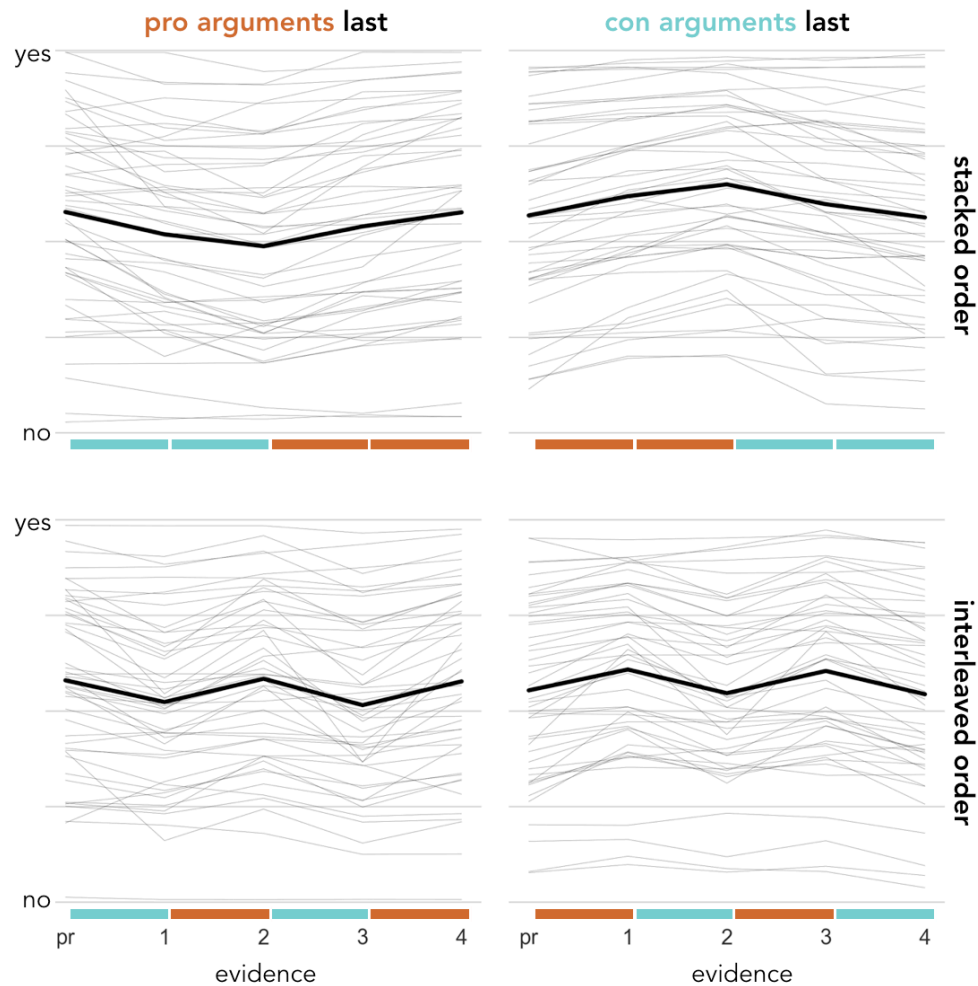 pro arguments last
con arguments last
yes
no
stacked order
yes
no
interleaved order
pr 1 2 3 4
pr 1 2 3 4
evidence
evidence